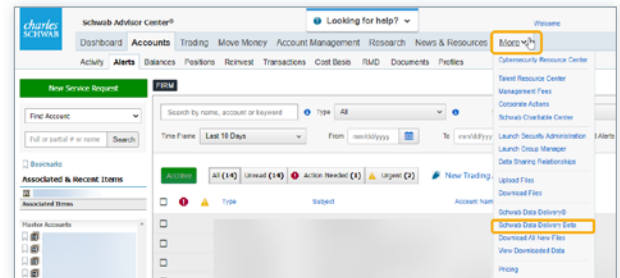 charles
SCHWAB
Schwab Advisor Center®
Looking for help?
Welcome
Dashboard Accounts Trading Move Money Account Management Research News & Resources More
Activity Alerts Balances Positions Reinvest Transactions Cost Basis RMD Documents Profiles
New Service Request
Find Account
Full or partial # or name Search
Bookmarks
Associated & Recent Items
Associated Items
Master Accounts
FIRM
Search by name, account or keyword Type All
Time Frame Last 10 Days From mm/dd/yyyy To mm/dd/yyyy Alerts
Archive All (14) Unread (14) Action Needed (1) Urgent (2) New Trading
Type Subject Account Nam
Cybersecurity Resource Center
Talent Resource Center
Management Fees
Corporate Actions
Schwab Charitable Center
Launch Security Administration
Launch Group Manager
Data Sharing Relationships
Upload Files
Download Files
Schwab Data Delivery®
Schwab Data Delivery Beta
Download All New Files
View Downloaded Data
Pricing